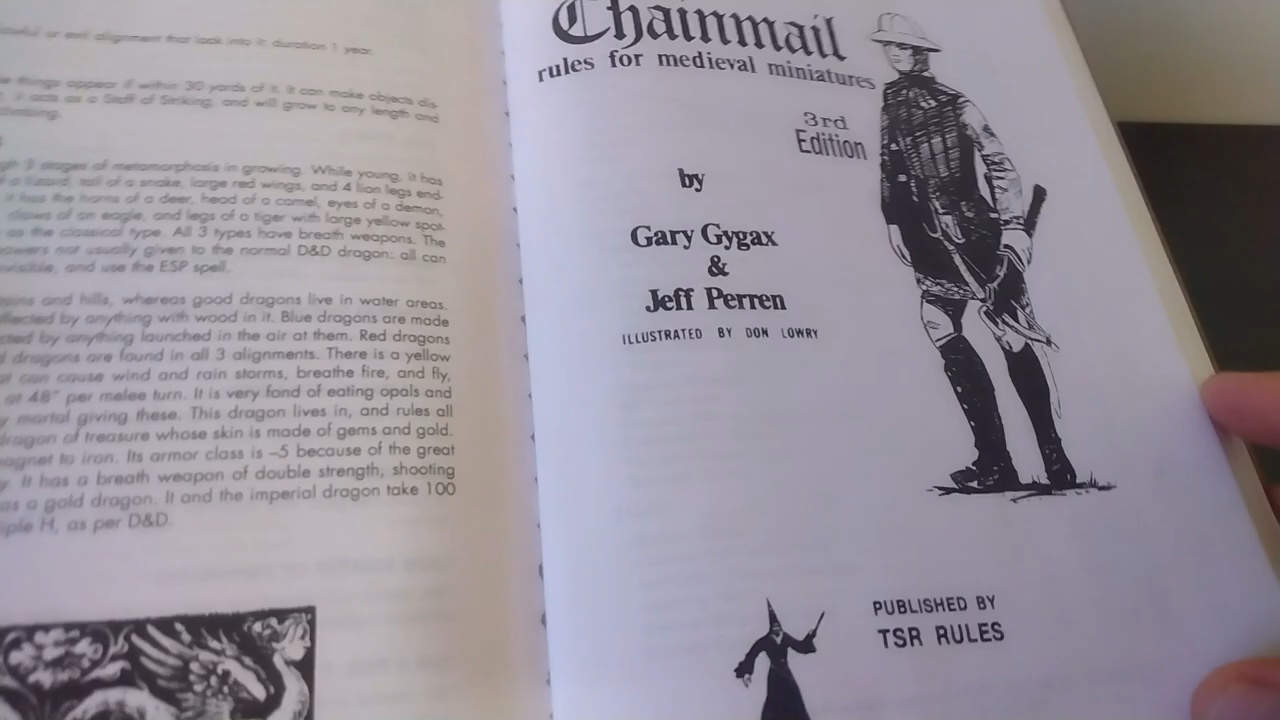 or evil alignment that look into it: duration 1 year.
things appear if within 30 yards of it. It can make objects dis-
it acts as a Staff of Striking, and will grow to any length and
3 stages of metamorphosis in growing. While young, it has
a lizard, tail of a snake, large red wings, and 4 lion legs end-
it has the horns of a deer, head of a camel, eyes of a demon,
claws of an eagle, and legs of a tiger with large yellow spot-
as the classical type. All 3 types have breath weapons. The
powers not usually given to the normal D&D dragon: all can
and use the ESP spell.
and hills, whereas good dragons live in water areas.
by anything with wood in it. Blue dragons are made
by anything launched in the air at them. Red dragons
dragons are found in all 3 alignments. There is a yellow
can cause wind and rain storms, breathe fire, and fly,
at 48" per melee turn. It is very fond of eating opals and
mortal giving these. This dragon lives in, and rules all
dragon of treasure whose skin is made of gems and gold.
to iron. Its armor class is –5 because of the great
It has a breath weapon of double strength, shooting
as a gold dragon. It and the imperial dragon take 100
H, as per D&D.
Chainmail
rules for medieval miniatures
3rd
Edition
by
Gary Gygax
&
Jeff Perren
ILLUSTRATED BY DON LOWRY
PUBLISHED BY
TSR RULES